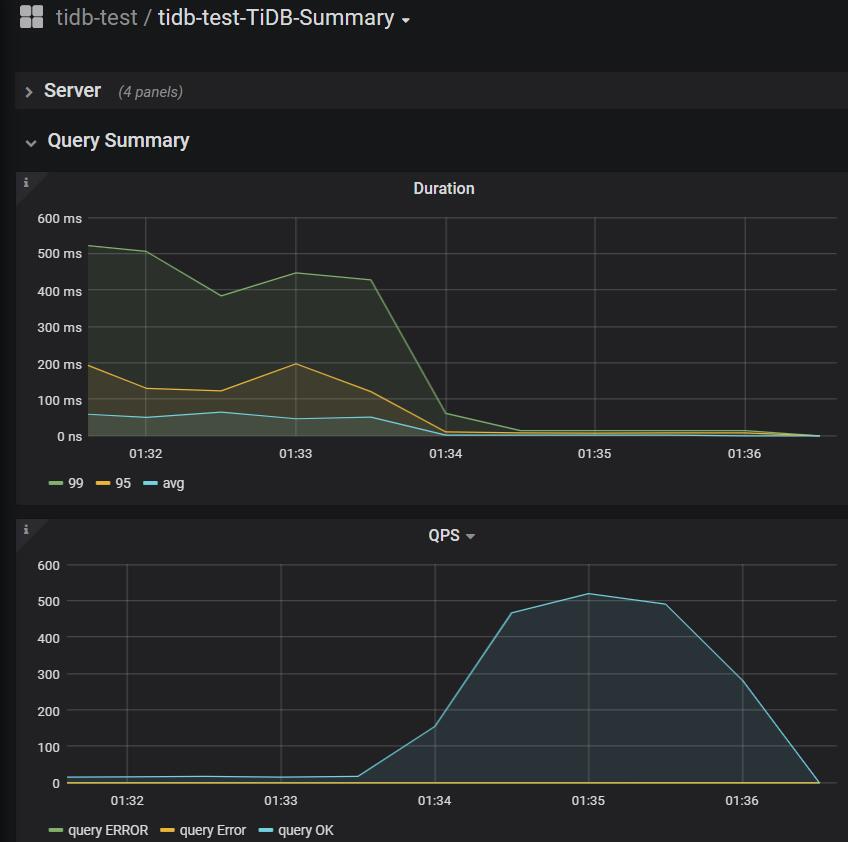 tidb-test / tidb-test-TiDB-Summary
Server (4 panels)
Query Summary
i
Duration
600 ms
500 ms
400 ms
300 ms
200 ms
100 ms
0 ns
01:32 01:33 01:34 01:35 01:36
99 95 avg
i
QPS
600
500
400
300
200
100
0
01:32 01:33 01:34 01:35 01:36
query ERROR query Error query OK